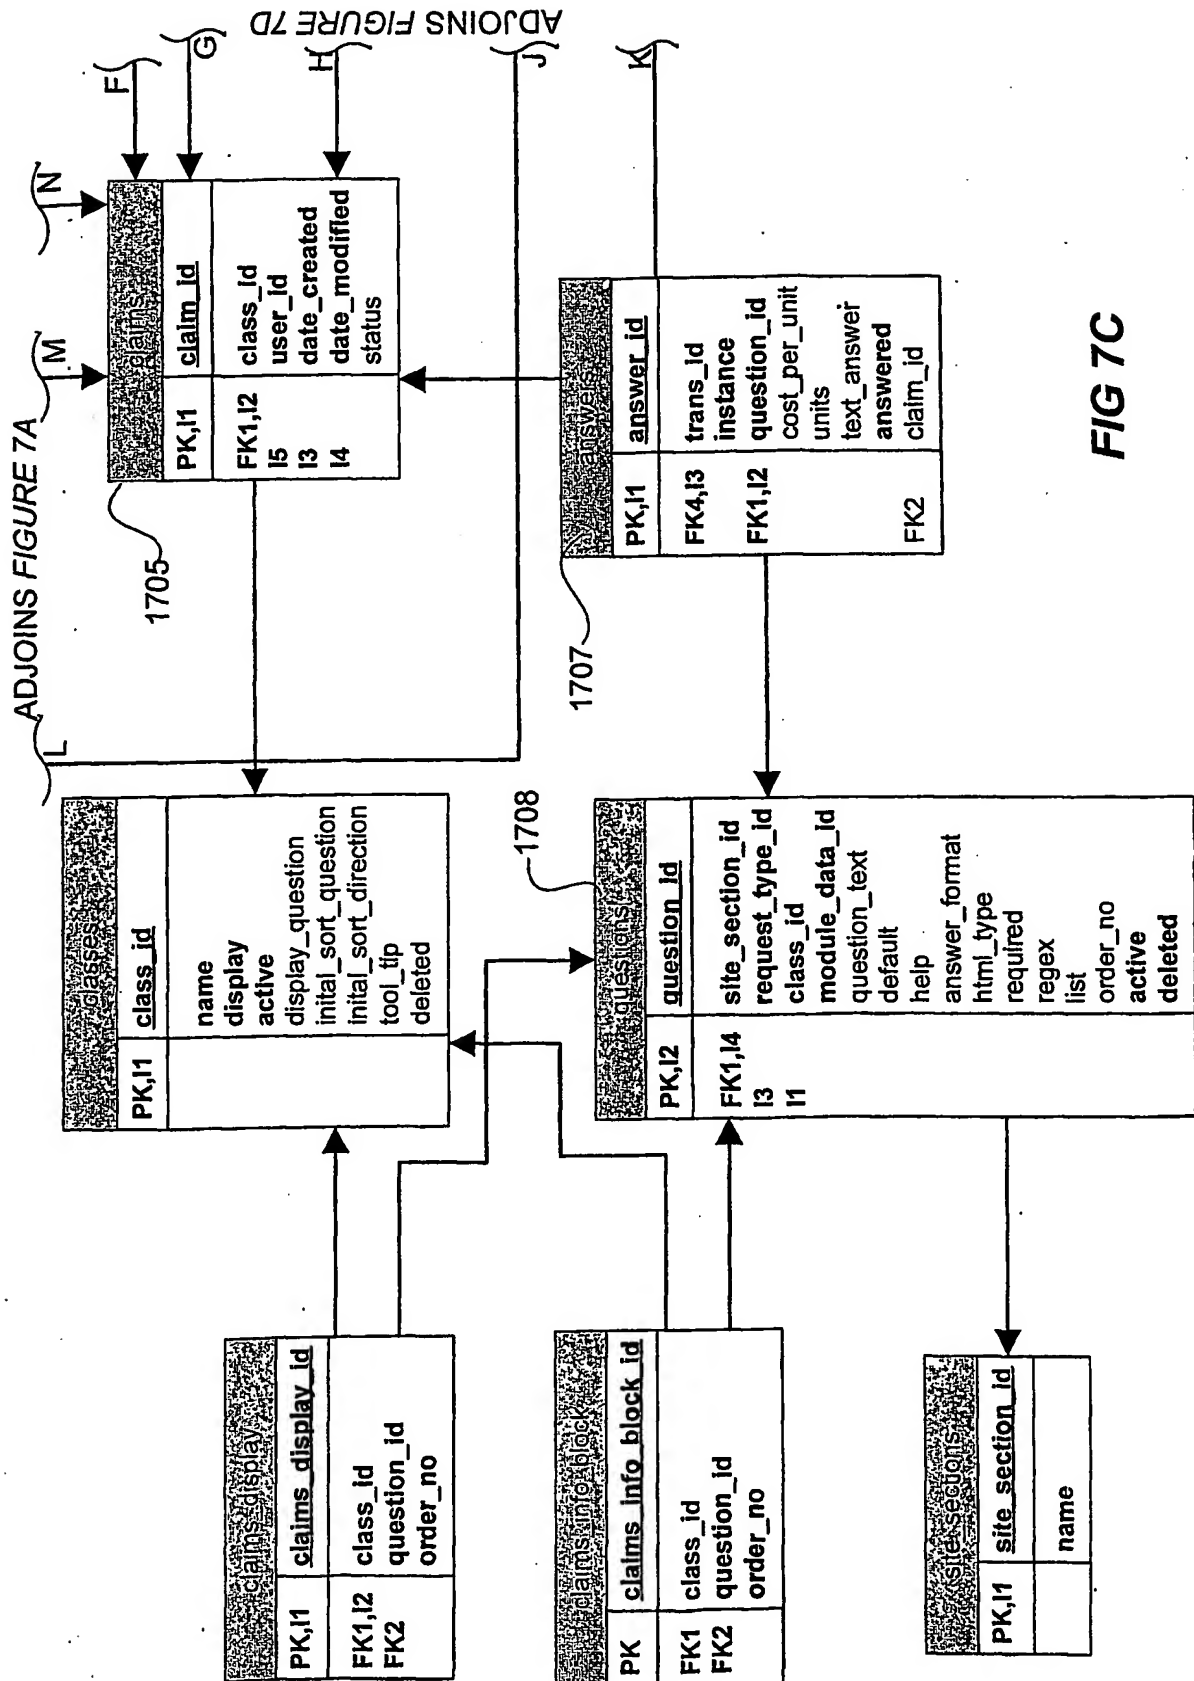 ADJOINS FIGURE 7A
L
M
N
claims_display
PK,I1 claims_display_id
FK1,I2 class_id
FK2 question_id
order_no
classes
PK,I1 class_id
name
display
active
display_question
inital_sort_question
inital_sort_direction
tool_tip
deleted
1705
claims
PK,I1 claim_id
FK1,I2 class_id
I5 user_id
I3 date_created
I4 date_modified
status
F
G
H
J
K
ADJOINS FIGURE 7D
claims_info_block
PK claims_info_block_id
FK1 class_id
FK2 question_id
order_no
1708
questions
PK,I2 question_id
FK1,I4 site_section_id
I3 request_type_id
I1 class_id
module_data_id
question_text
default
help
answer_format
html_type
required
regex
list
order_no
active
deleted
1707
answers
PK,I1 answer_id
FK4,I3 trans_id
instance
FK1,I2 question_id
cost_per_unit
units
text_answer
answered
FK2 claim_id
site_sections
PK,I1 site_section_id
name
FIG 7C